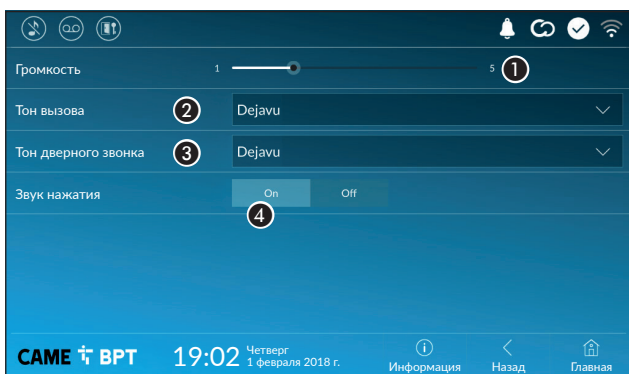 Громкость 1 5 1
Тон вызова 2 Dejavu
Тон дверного звонка 3 Dejavu
Звук нажатия On Off
4
CAME BPT 19:02 Четверг
1 февраля 2018 г.
Информация Назад Главная